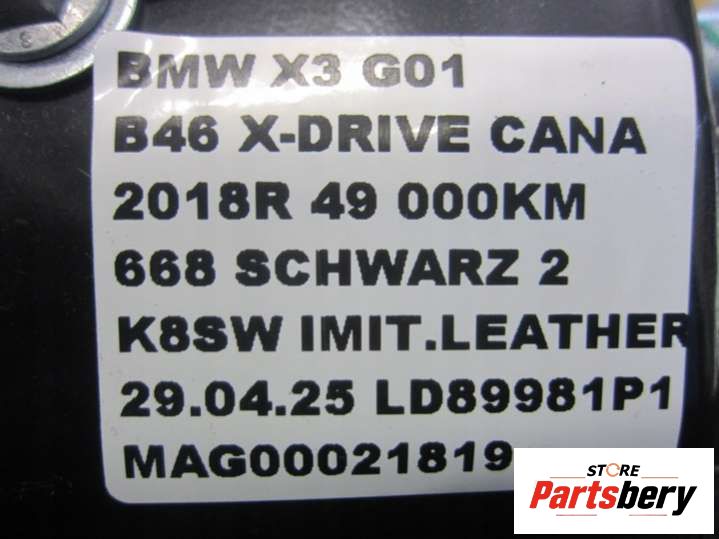 BMW X3 G01
B46 X-DRIVE CANA
2018R 49 000KM
668 SCHWARZ 2
K8SW IMIT.LEATHER
29.04.25 LD89981P1
MAG00021819
STORE
Partsbery